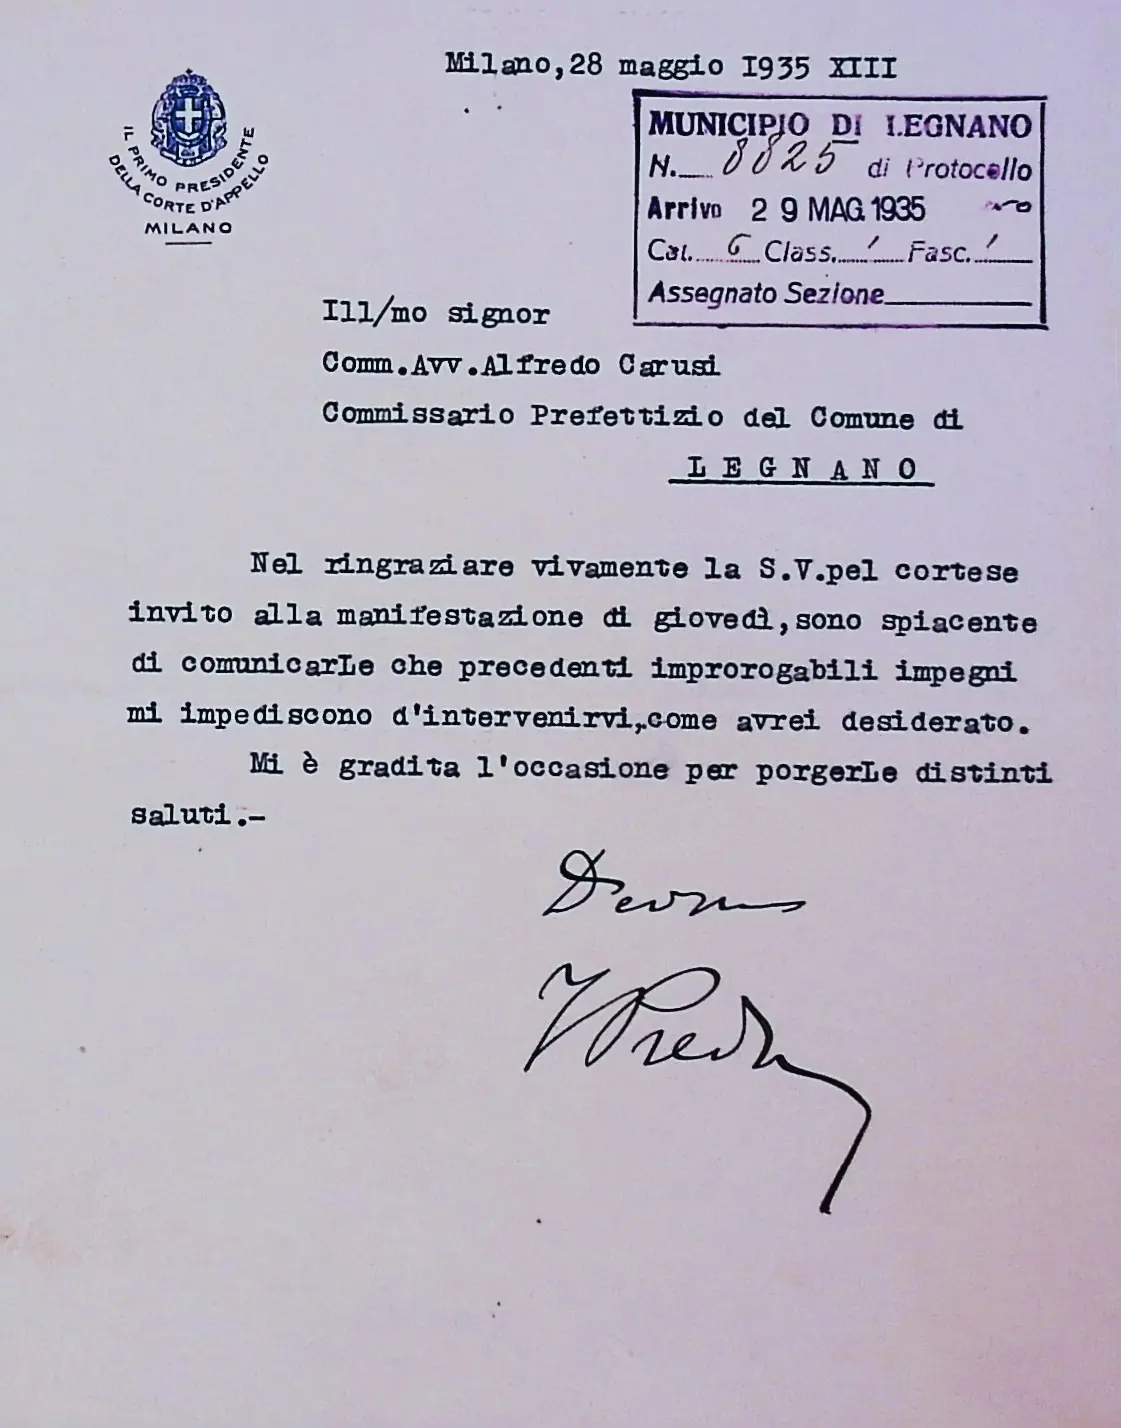 Milano,28 maggio 1935 XIII
IL PRIMO PRESIDENTE
DELLA CORTE D'APPELLO
MILANO
MUNICIPIO DI LEGNANO
N. 8825 di Protocollo
Arrivo 29 MAG. 1935
Cat. 6 Class. 1 Fasc. 1
Assegnato Sezione
Ill/mo signor
Comm.Avv.Alfredo Carusi
Commissario Prefettizio del Comune di
LEGNANO
Nel ringraziare vivamente la S.V.pel cortese
invito alla manifestazione di giovedì,sono spiacente
di comunicarLe che precedenti improrogabili impegni
mi impediscono d'intervenirvi,come avrei desiderato.
Mi è gradita l'occasione per porgerLe distinti
saluti.-